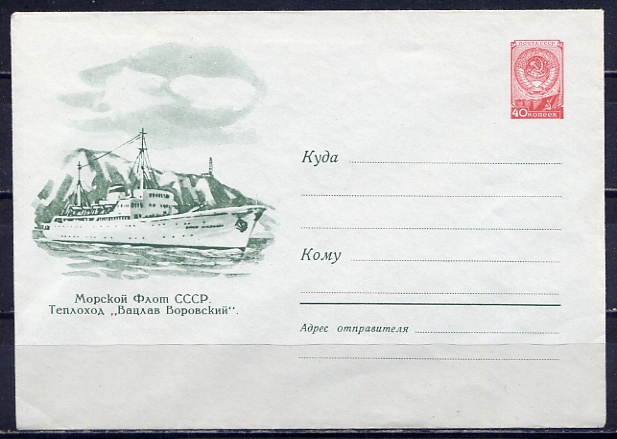 ПОЧТА СССР
40 КОПЕЕК
Куда
Кому
Морской Флот СССР.
Теплоход „Вацлав Воровский".
Адрес отправителя